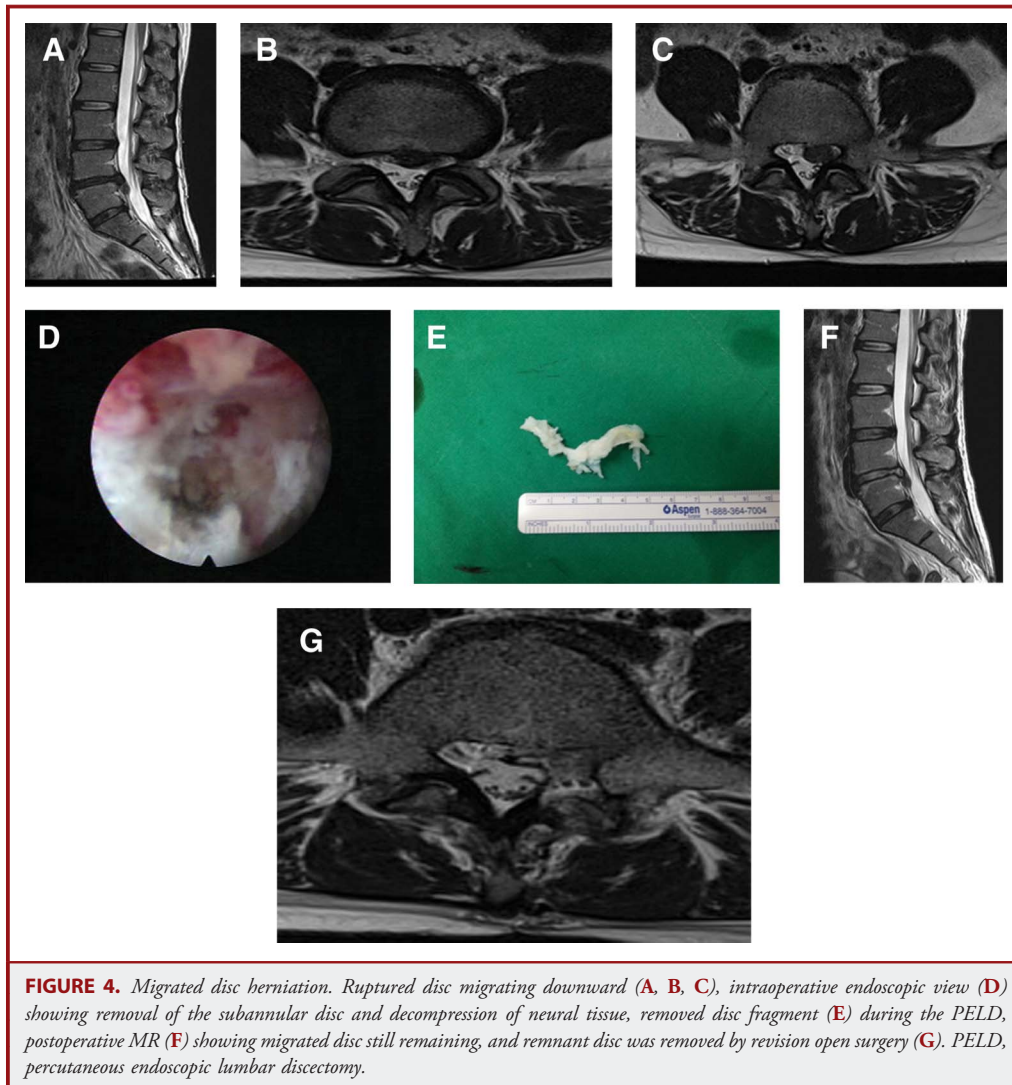 A
B
C
D
E
F
Aspen
1-888-364-7004
INCHES
G
FIGURE 4. Migrated disc herniation. Ruptured disc migrating downward (A, B, C), intraoperative endoscopic view (D)
showing removal of the subannular disc and decompression of neural tissue, removed disc fragment (E) during the PELD,
postoperative MR (F) showing migrated disc still remaining, and remnant disc was removed by revision open surgery (G). PELD,
percutaneous endoscopic lumbar discectomy.